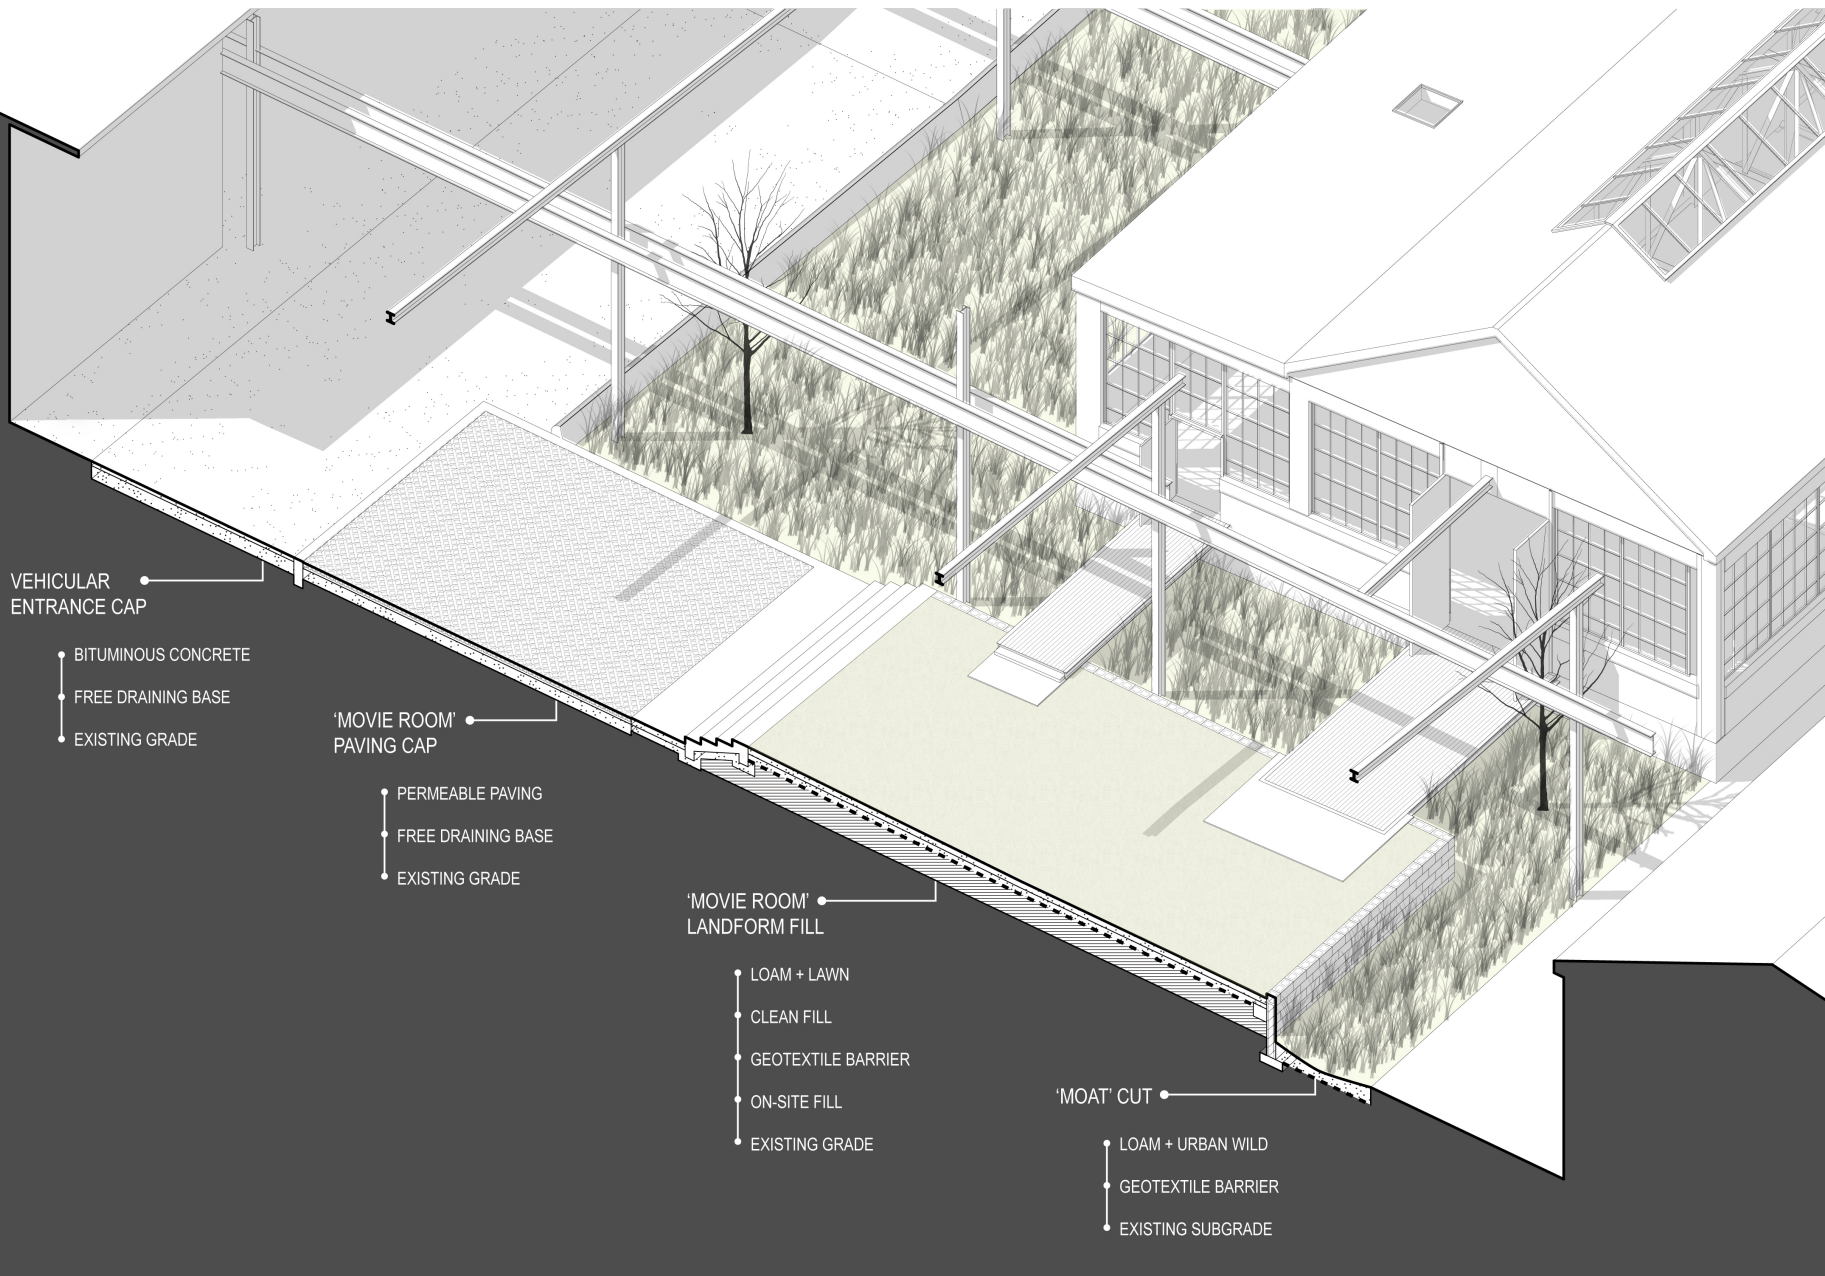 VEHICULAR
ENTRANCE CAP
BITUMINOUS CONCRETE
FREE DRAINING BASE
EXISTING GRADE
‘MOVIE ROOM’
PAVING CAP
PERMEABLE PAVING
FREE DRAINING BASE
EXISTING GRADE
‘MOVIE ROOM’
LANDFORM FILL
LOAM + LAWN
CLEAN FILL
GEOTEXTILE BARRIER
ON-SITE FILL
EXISTING GRADE
‘MOAT’ CUT
LOAM + URBAN WILD
GEOTEXTILE BARRIER
EXISTING SUBGRADE